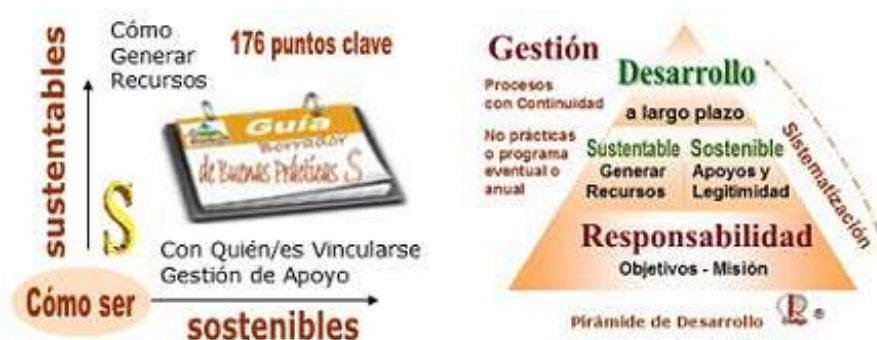 Cómo
Generar
Recursos
176 puntos clave
sustentables
Guía
Borrador
de Buenas Prácticas S
S
Con Quién/es Vincularse
Gestión de Apoyo
Cómo ser
sostenibles
Gestión
Procesos
con Continuidad
No prácticas
o programa
eventual o
anual
Desarrollo
a largo plazo
Sustentable Sostenible
Generar Apoyos y
Recursos Legitimidad
Responsabilidad
Objetivos - Misión
Sistematización
Pirámide de Desarrollo ®